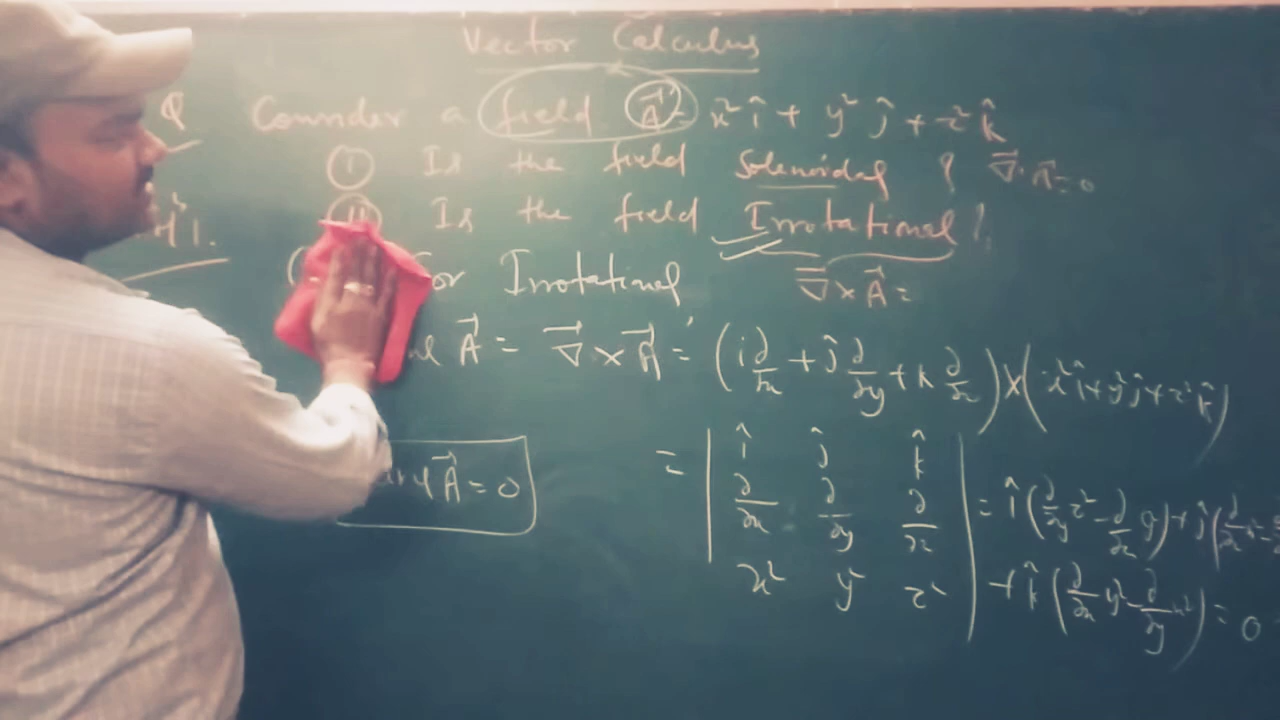 Vector Calculus
Q Consider a field A⃗ = x² î + y² ĵ + z² k̂
① Is the field Solenoidal ? ∇⃗·A⃗=0
② Is the field Irrotational ?
For Irrotational ∇⃗×A⃗=
A⃗ = ∇⃗×A⃗ = (i ∂/∂x + ĵ ∂/∂y + k ∂/∂z)×(x² î+y² ĵ+z² k̂)
curl A⃗ = 0
= | î ĵ k̂
∂/∂x ∂/∂y ∂/∂z
x² y² z² |
= î(∂/∂y z² - ∂/∂z y²)+ĵ(
+k̂(∂/∂x y² - ∂/∂y x²)=0